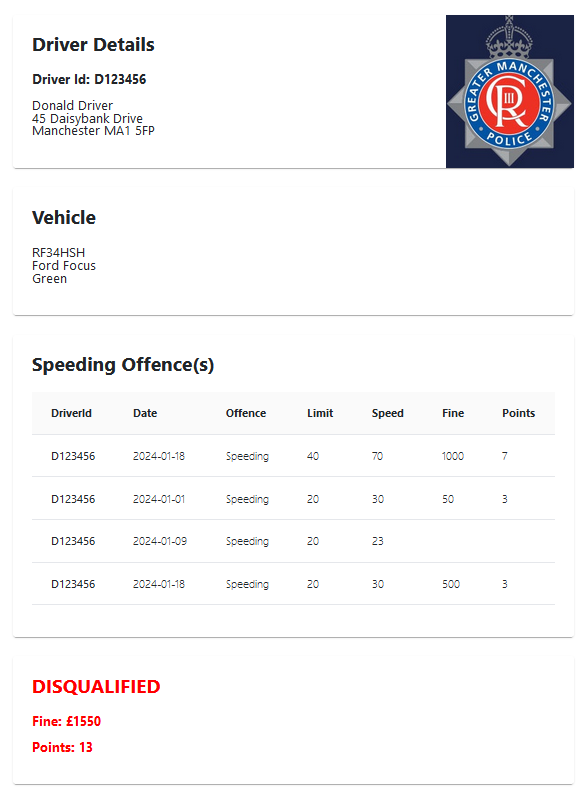 Driver Details
Driver Id: D123456
Donald Driver
45 Daisybank Drive
Manchester MA1 5FP
GREATER MANCHESTER
CR III
POLICE
Vehicle
RF34HSH
Ford Focus
Green
Speeding Offence(s)
DriverId Date Offence Limit Speed Fine Points
D123456 2024-01-18 Speeding 40 70 1000 7
D123456 2024-01-01 Speeding 20 30 50 3
D123456 2024-01-09 Speeding 20 23
D123456 2024-01-18 Speeding 20 30 500 3
DISQUALIFIED
Fine: £1550
Points: 13